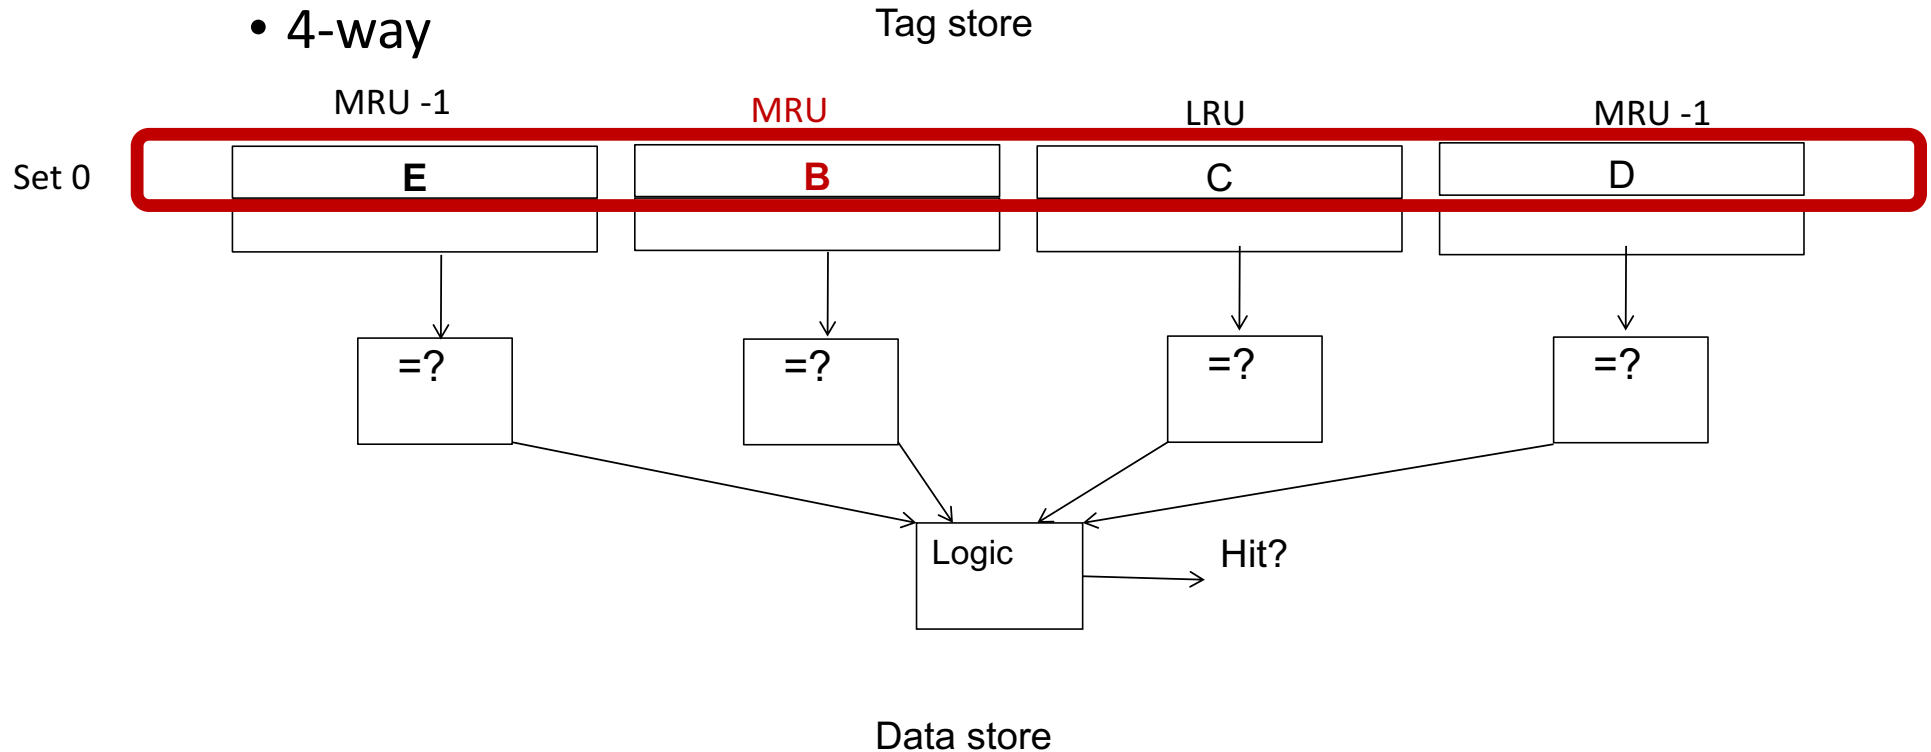 • 4-way
Tag store
MRU -1
MRU
LRU
MRU -1
Set 0
E
B
C
D
=?
=?
=?
=?
Logic
Hit?
Data store